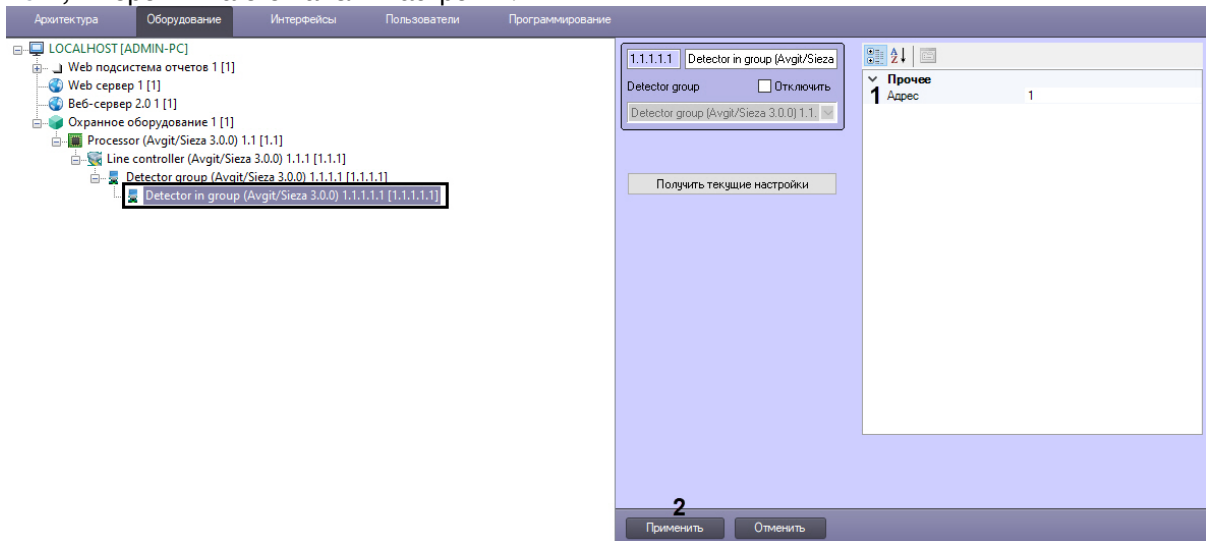 Архитектура Оборудование Интерфейсы Пользователи Программирование
LOCALHOST [ADMIN-PC]
Web подсистема отчетов 1 [1]
Web сервер 1 [1]
Веб-сервер 2.0 1 [1]
Охранное оборудование 1 [1]
Processor (Avgit/Sieza 3.0.0) 1.1 [1.1]
Line controller (Avgit/Sieza 3.0.0) 1.1.1 [1.1.1]
Detector group (Avgit/Sieza 3.0.0) 1.1.1.1 [1.1.1.1]
Detector in group (Avgit/Sieza 3.0.0) 1.1.1.1.1 [1.1.1.1.1]
1.1.1.1.1 Detector in group (Avgit/Sieza
Detector group Отключить
Detector group (Avgit/Sieza 3.0.0) 1.1.
Получить текущие настройки
Прочее
1 Адрес 1
2
Применить Отменить